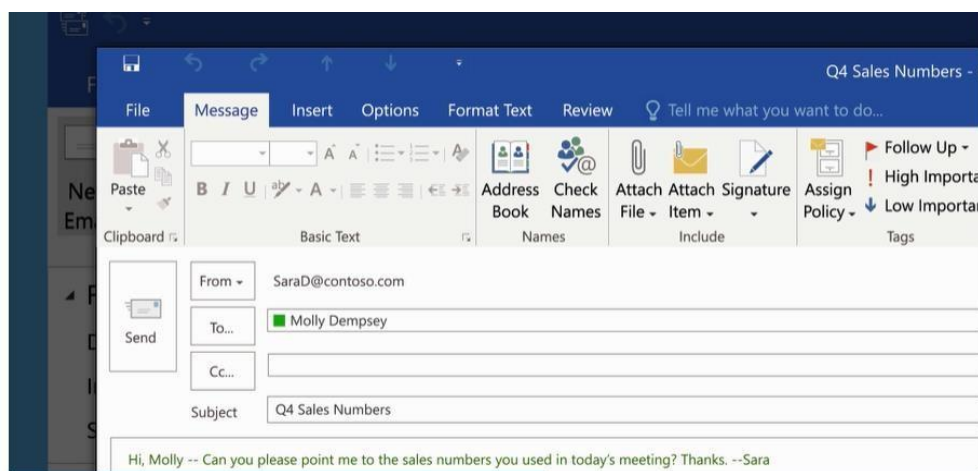 Q4 Sales Numbers -
File Message Insert Options Format Text Review Tell me what you want to do...
Follow Up
High Importa
Paste
B I U ab A
Address Book
Check Names
Attach File
Attach Item
Signature
Assign Policy
Low Importan
Clipboard Basic Text Names Include Tags
From SaraD@contoso.com
Send
To... Molly Dempsey
Cc...
Subject Q4 Sales Numbers
Hi, Molly -- Can you please point me to the sales numbers you used in today's meeting? Thanks. --Sara